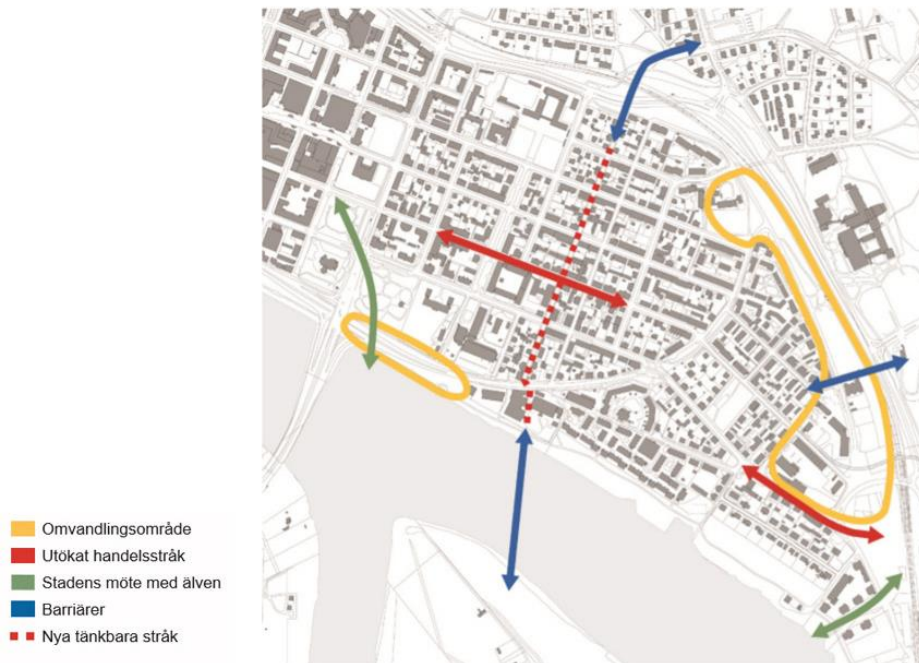 Omvandlingsområde
Utökat handelsstråk
Stadens möte med älven
Barriärer
Nya tänkbara stråk